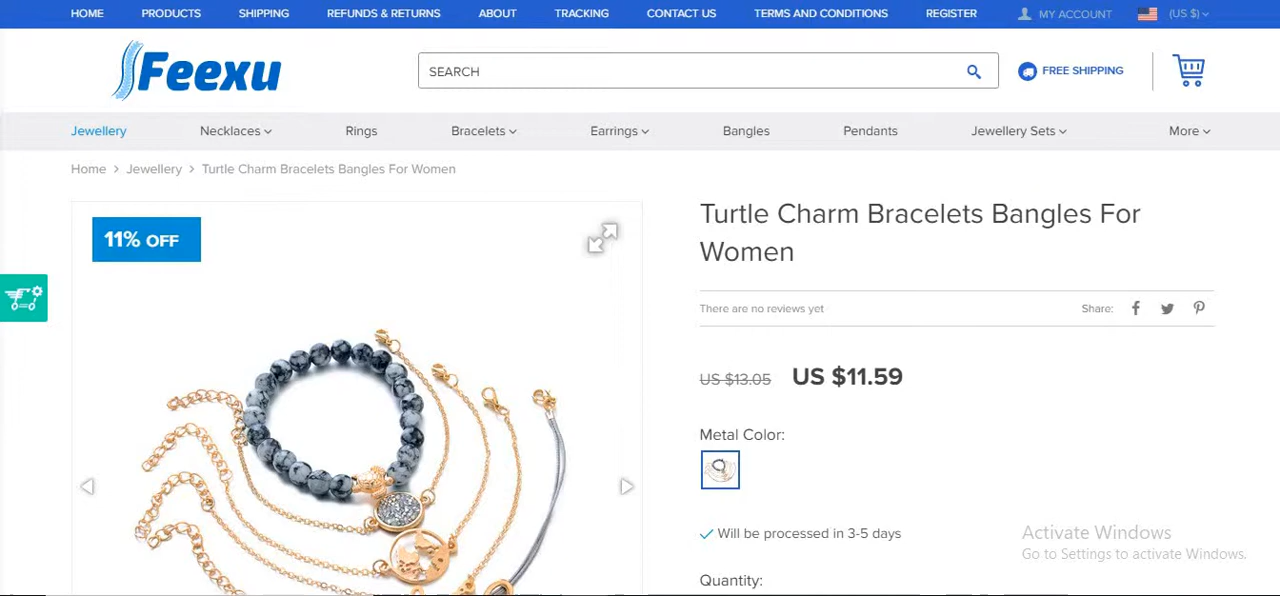 HOME PRODUCTS SHIPPING REFUNDS & RETURNS ABOUT TRACKING CONTACT US TERMS AND CONDITIONS REGISTER MY ACCOUNT (US $)
Feexu
SEARCH
FREE SHIPPING
Jewellery Necklaces Rings Bracelets Earrings Bangles Pendants Jewellery Sets More
Home > Jewellery > Turtle Charm Bracelets Bangles For Women
11% OFF
Turtle Charm Bracelets Bangles For
Women
There are no reviews yet Share:
US $13.05 US $11.59
Metal Color:
Will be processed in 3-5 days
Activate Windows
Go to Settings to activate Windows.
Quantity: